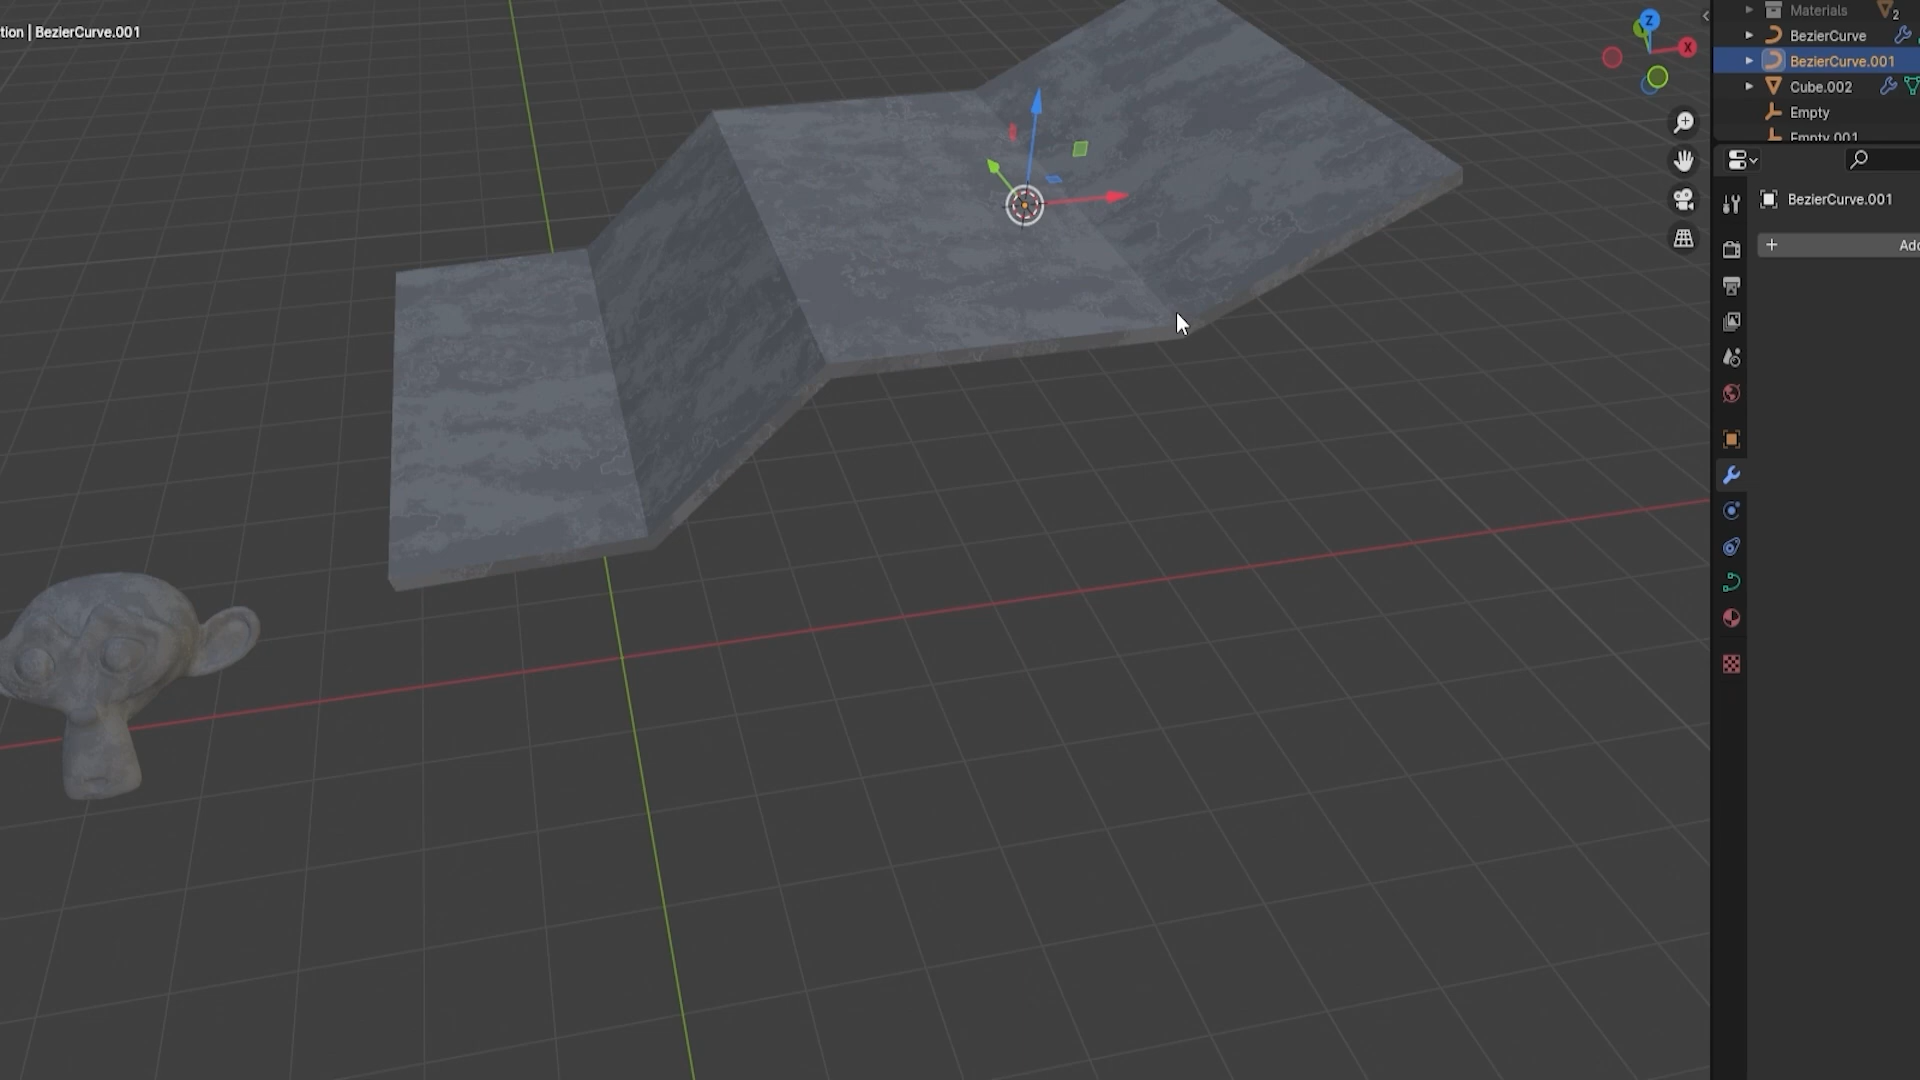 tion | BezierCurve.001
Z
X
Materials
2
BezierCurve
BezierCurve.001
Cube.002
Empty
Empty.001
BezierCurve.001
+ Add